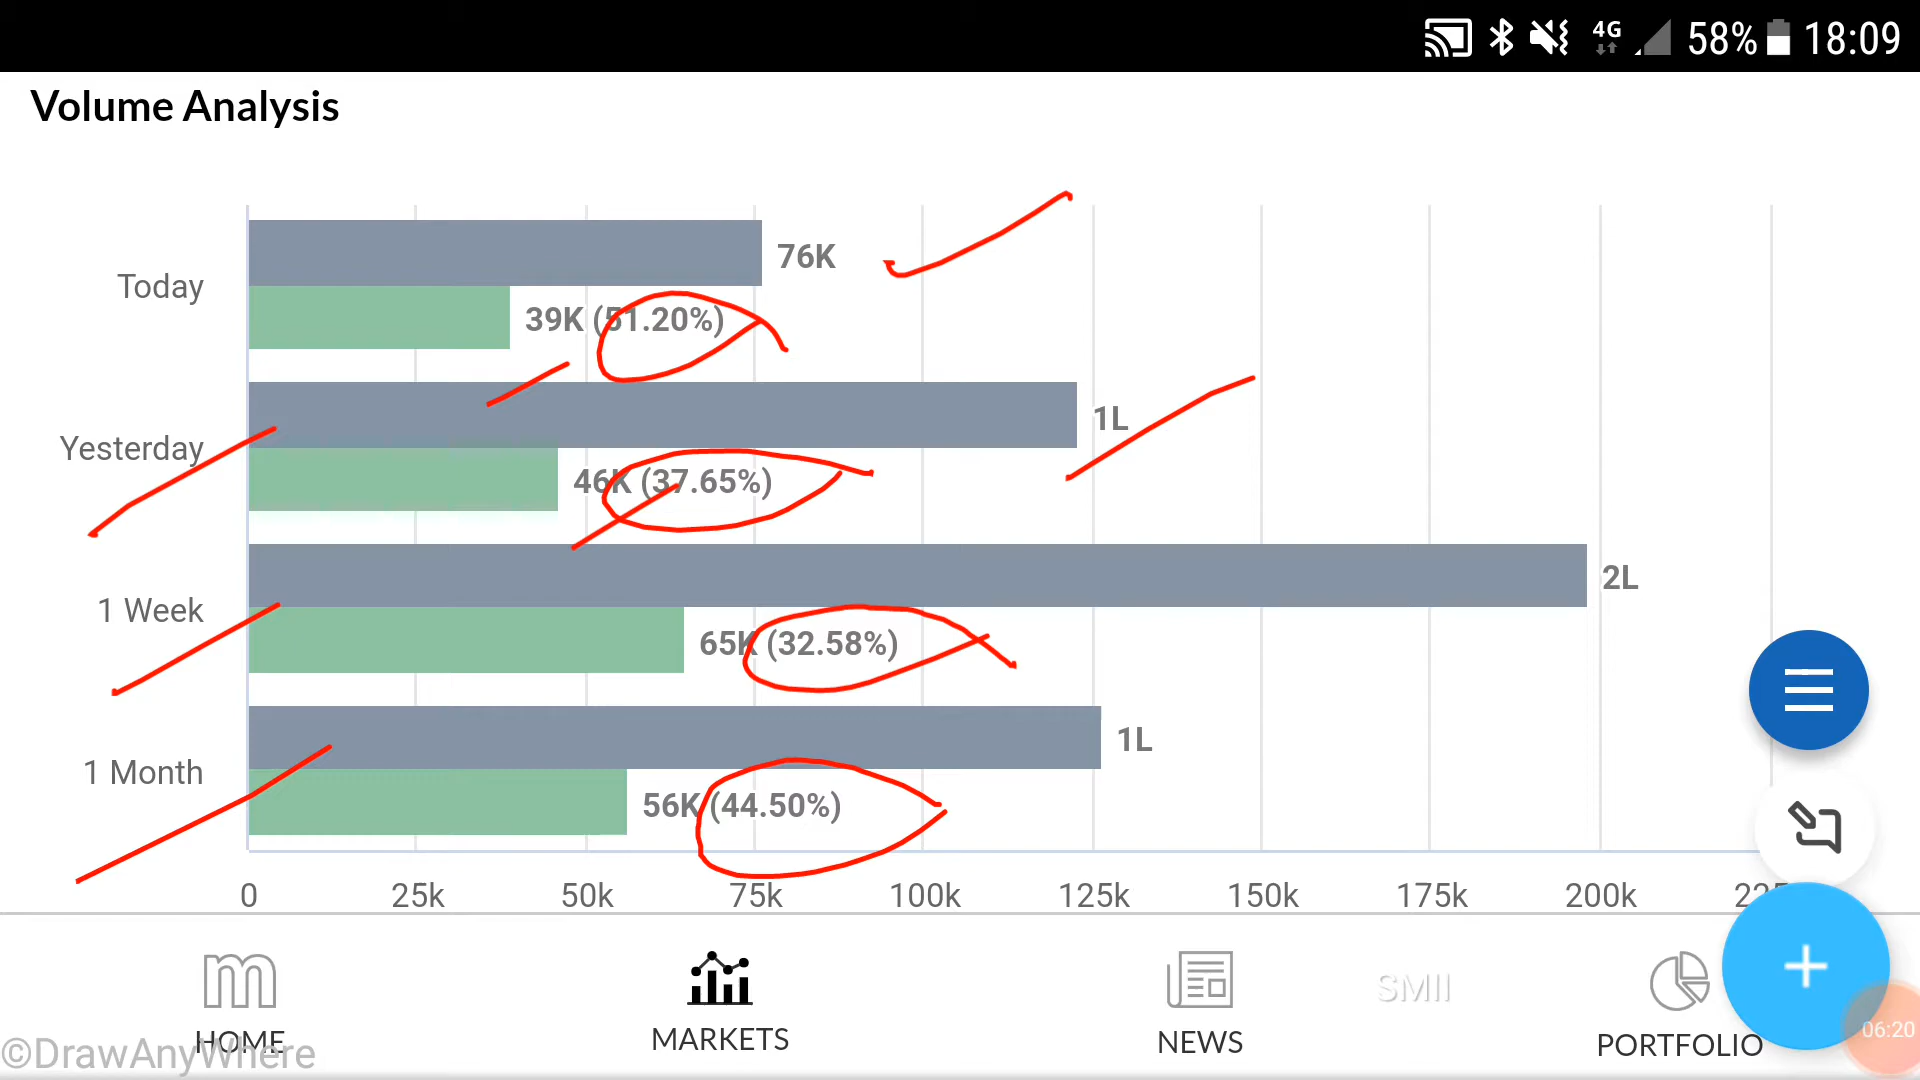 4G 58% 18:09
Volume Analysis
Today
76K
39K (51.20%)
Yesterday
1L
46K (37.65%)
1 Week
2L
65K (32.58%)
1 Month
1L
56K (44.50%)
0 25k 50k 75k 100k 125k 150k 175k 200k
HOME MARKETS NEWS PORTFOLIO
SMII
06:20
©DrawAnyWhere